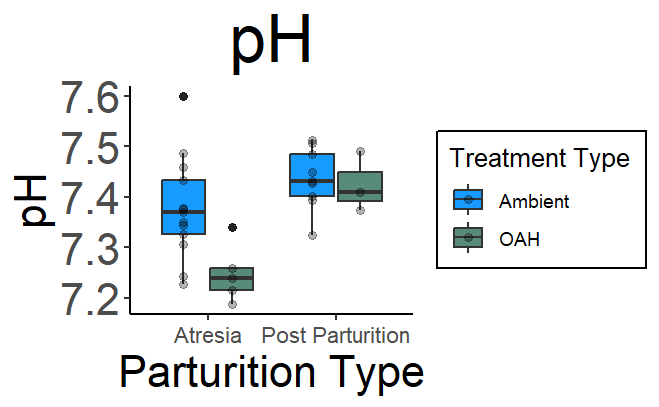 pH
7.6
7.5
7.4
7.3
7.2
pH
Atresia Post Parturition
Parturition Type
Treatment Type
Ambient
OAH